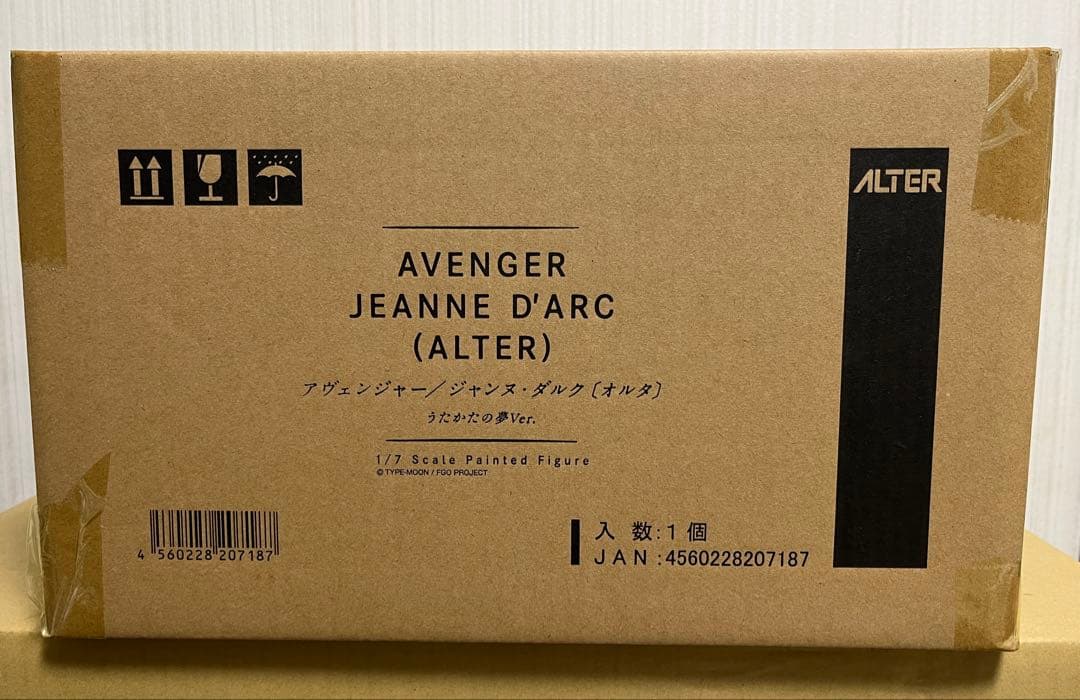 ALTER
AVENGER
JEANNE D'ARC
(ALTER)
アヴェンジャー／ジャンヌ・ダルク〔オルタ〕
うたかたの夢Ver.
1/7 Scale Painted Figure
© TYPE-MOON / FGO PROJECT
4 560228 207187
入 数:1 個
JAN :4560228207187